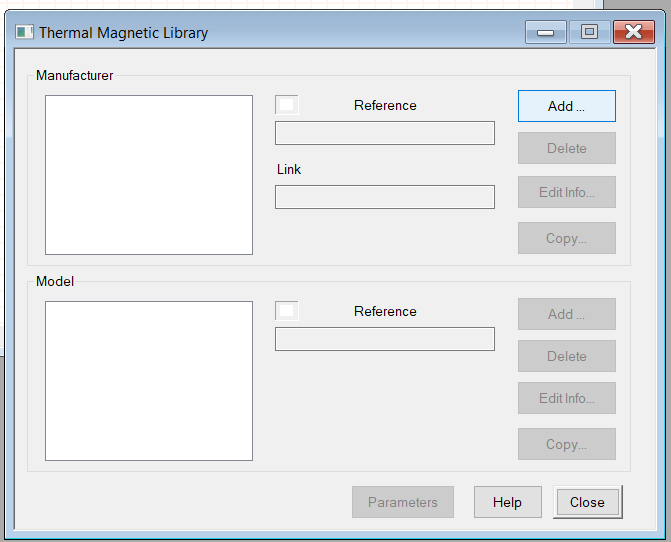 Thermal Magnetic Library
Manufacturer
Reference
Add ...
Link
Delete
Edit Info...
Copy...
Model
Reference
Add ...
Delete
Edit Info...
Copy...
Parameters
Help
Close